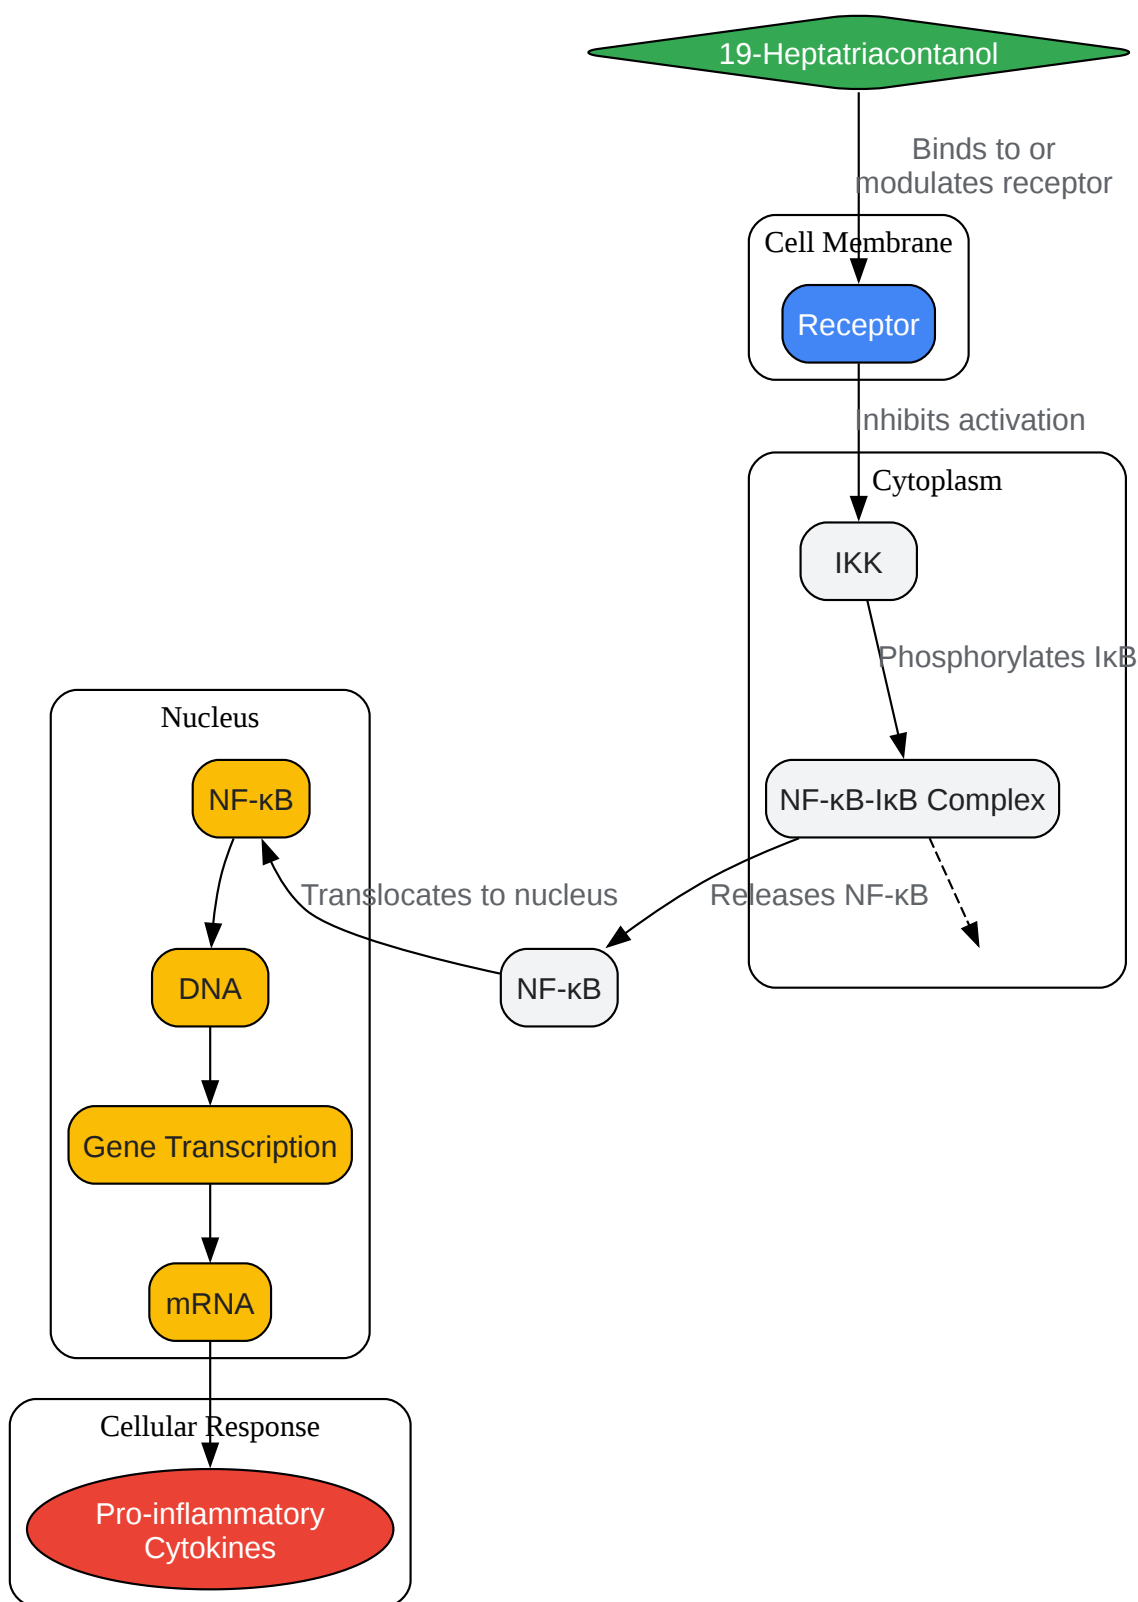 19-Heptatriacontanol
Binds to or
modulates receptor
Cell Membrane
Receptor
Inhibits activation
Cytoplasm
IKK
Phosphorylates IκB
Nucleus
NF-κB
NF-κB-IκB Complex
Translocates to nucleus
Releases NF-κB
DNA
NF-κB
Gene Transcription
mRNA
Cellular Response
Pro-inflammatory
Cytokines